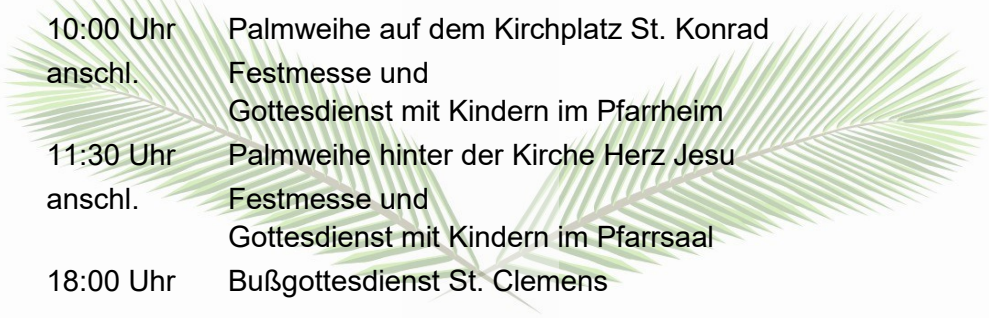 10:00 Uhr Palmweihe auf dem Kirchplatz St. Konrad
anschl. Festmesse und
Gottesdienst mit Kindern im Pfarrheim
11:30 Uhr Palmweihe hinter der Kirche Herz Jesu
anschl. Festmesse und
Gottesdienst mit Kindern im Pfarrsaal
18:00 Uhr Bußgottesdienst St. Clemens